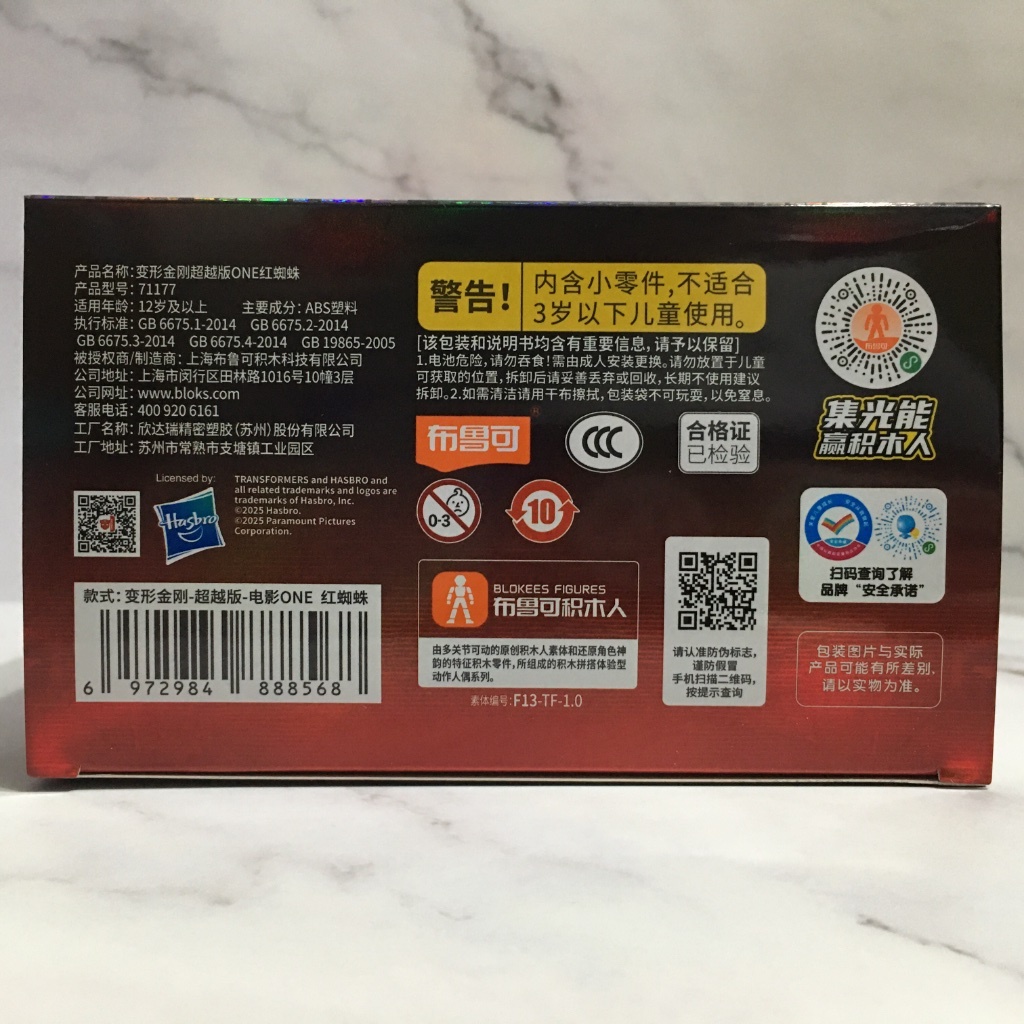 产品名称：变形金刚超越版ONE红蜘蛛
产品型号：71177
适用年龄：12岁及以上 主要成分：ABS塑料
执行标准：GB 6675.1-2014 GB 6675.2-2014
GB 6675.3-2014 GB 6675.4-2014 GB 19865-2005
被授权商/制造商：上海布鲁可积木科技有限公司
公司地址：上海市闵行区田林路1016号10幢3层
公司网址：www.bloks.com
客服电话：400 920 6161
工厂名称：欣达瑞精密塑胶（苏州）股份有限公司
工厂地址：苏州市常熟市支塘镇工业园区
Licensed by:
Hasbro
TRANSFORMERS and HASBRO and
all related trademarks and logos are
trademarks of Hasbro, Inc.
©2025 Hasbro.
©2025 Paramount Pictures
Corporation.
款式：变形金刚-超越版-电影ONE 红蜘蛛
6 972984 888568
警告！
内含小零件,不适合
3岁以下儿童使用。
[该包装和说明书均含有重要信息,请予以保留]
1.电池危险,请勿吞食！需由成人安装更换。请勿放置于儿童
可获取的位置,拆卸后请妥善丢弃或回收,长期不使用建议
拆卸。2.如需清洁请用干布擦拭,包装袋不可玩耍,以免窒息。
布鲁可®
CCC
合格证
已检验
0-3
10
BLOKEES FIGURES
布鲁可积木人
由多关节可动的原创积木人素体和还原角色神
韵的特征积木零件,所组成的积木拼搭体验型
动作人偶系列。
素体编号：F13-TF-1.0
请认准防伪标志，
谨防假冒
手机扫描二维码，
按提示查询
布鲁可
集光能
赢积木人
扫码查询了解
品牌“安全承诺”
包装图片与实际
产品可能有所差别，
请以实物为准。